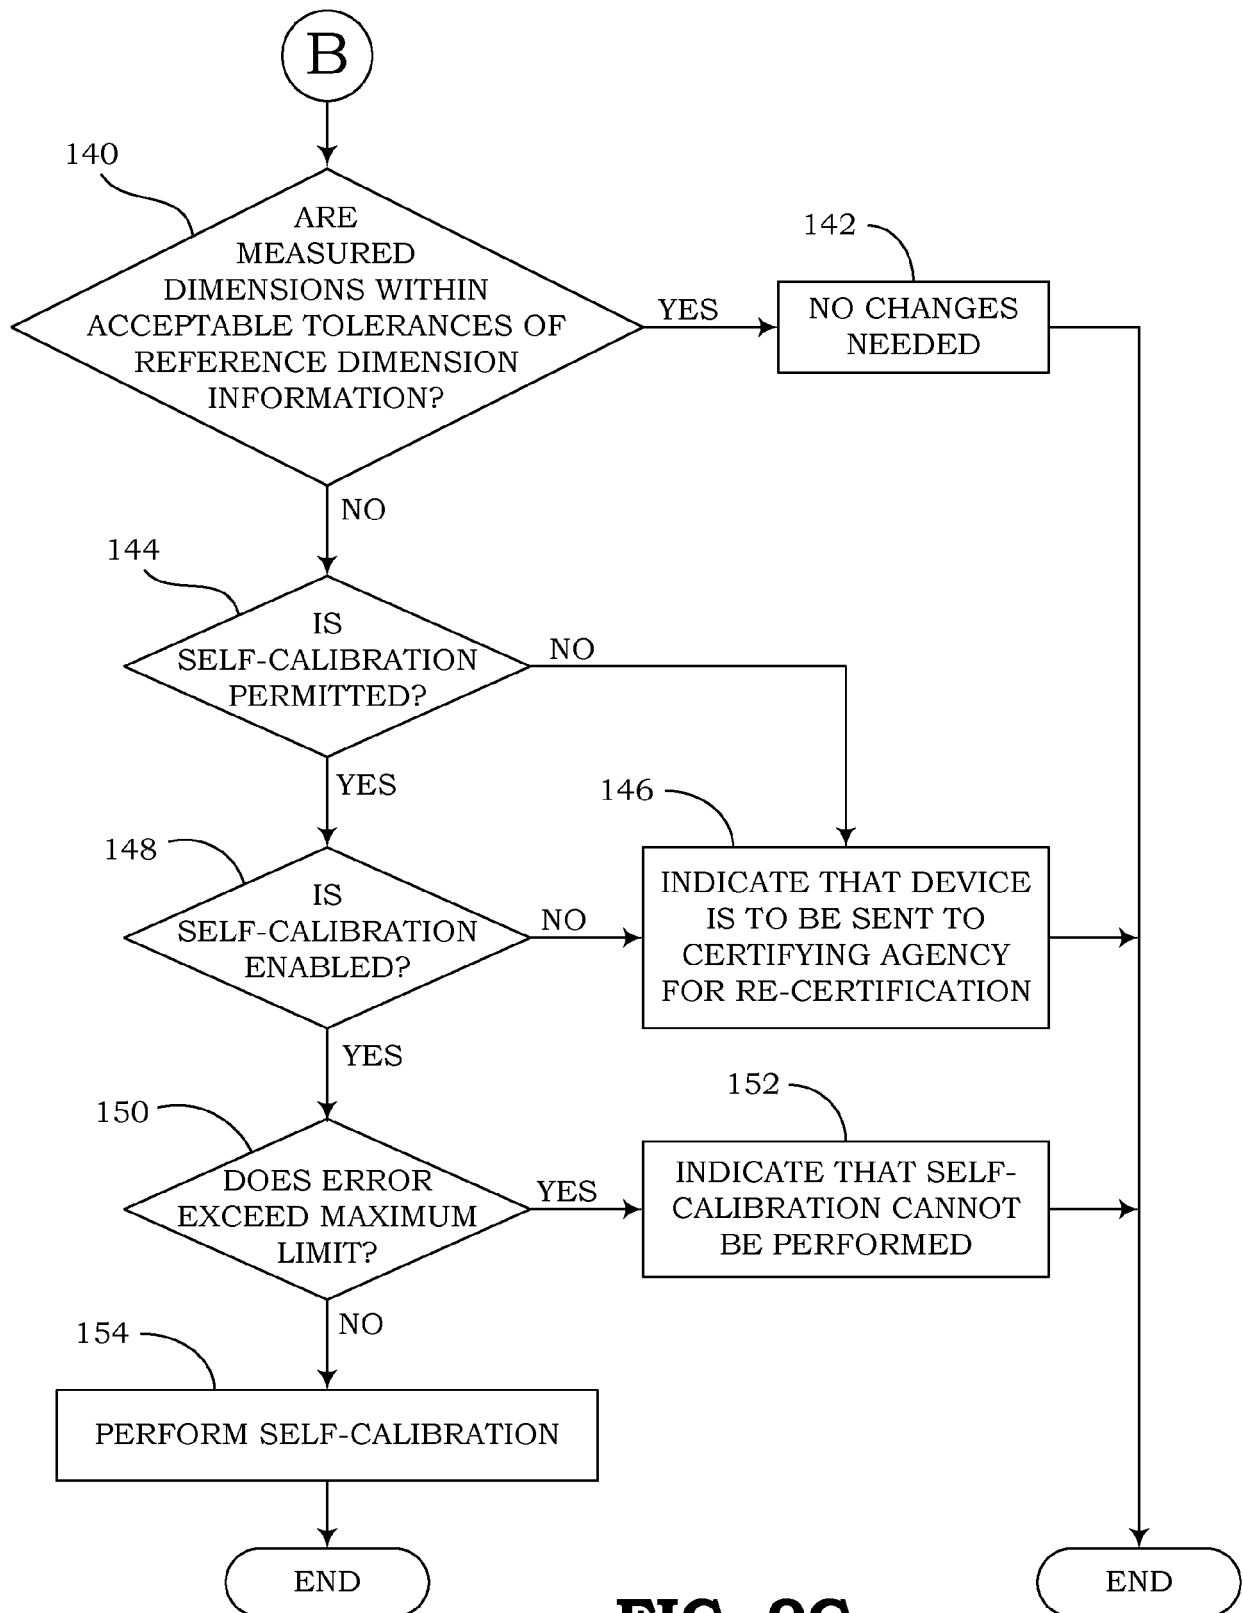 B
140
ARE
MEASURED
DIMENSIONS WITHIN
ACCEPTABLE TOLERANCES OF
REFERENCE DIMENSION
INFORMATION?
YES
142
NO CHANGES
NEEDED
NO
144
IS
SELF-CALIBRATION
PERMITTED?
NO
YES
148
IS
SELF-CALIBRATION
ENABLED?
NO
146
INDICATE THAT DEVICE
IS TO BE SENT TO
CERTIFYING AGENCY
FOR RE-CERTIFICATION
YES
150
DOES ERROR
EXCEED MAXIMUM
LIMIT?
YES
152
INDICATE THAT SELF-
CALIBRATION CANNOT
BE PERFORMED
NO
154
PERFORM SELF-CALIBRATION
END
END